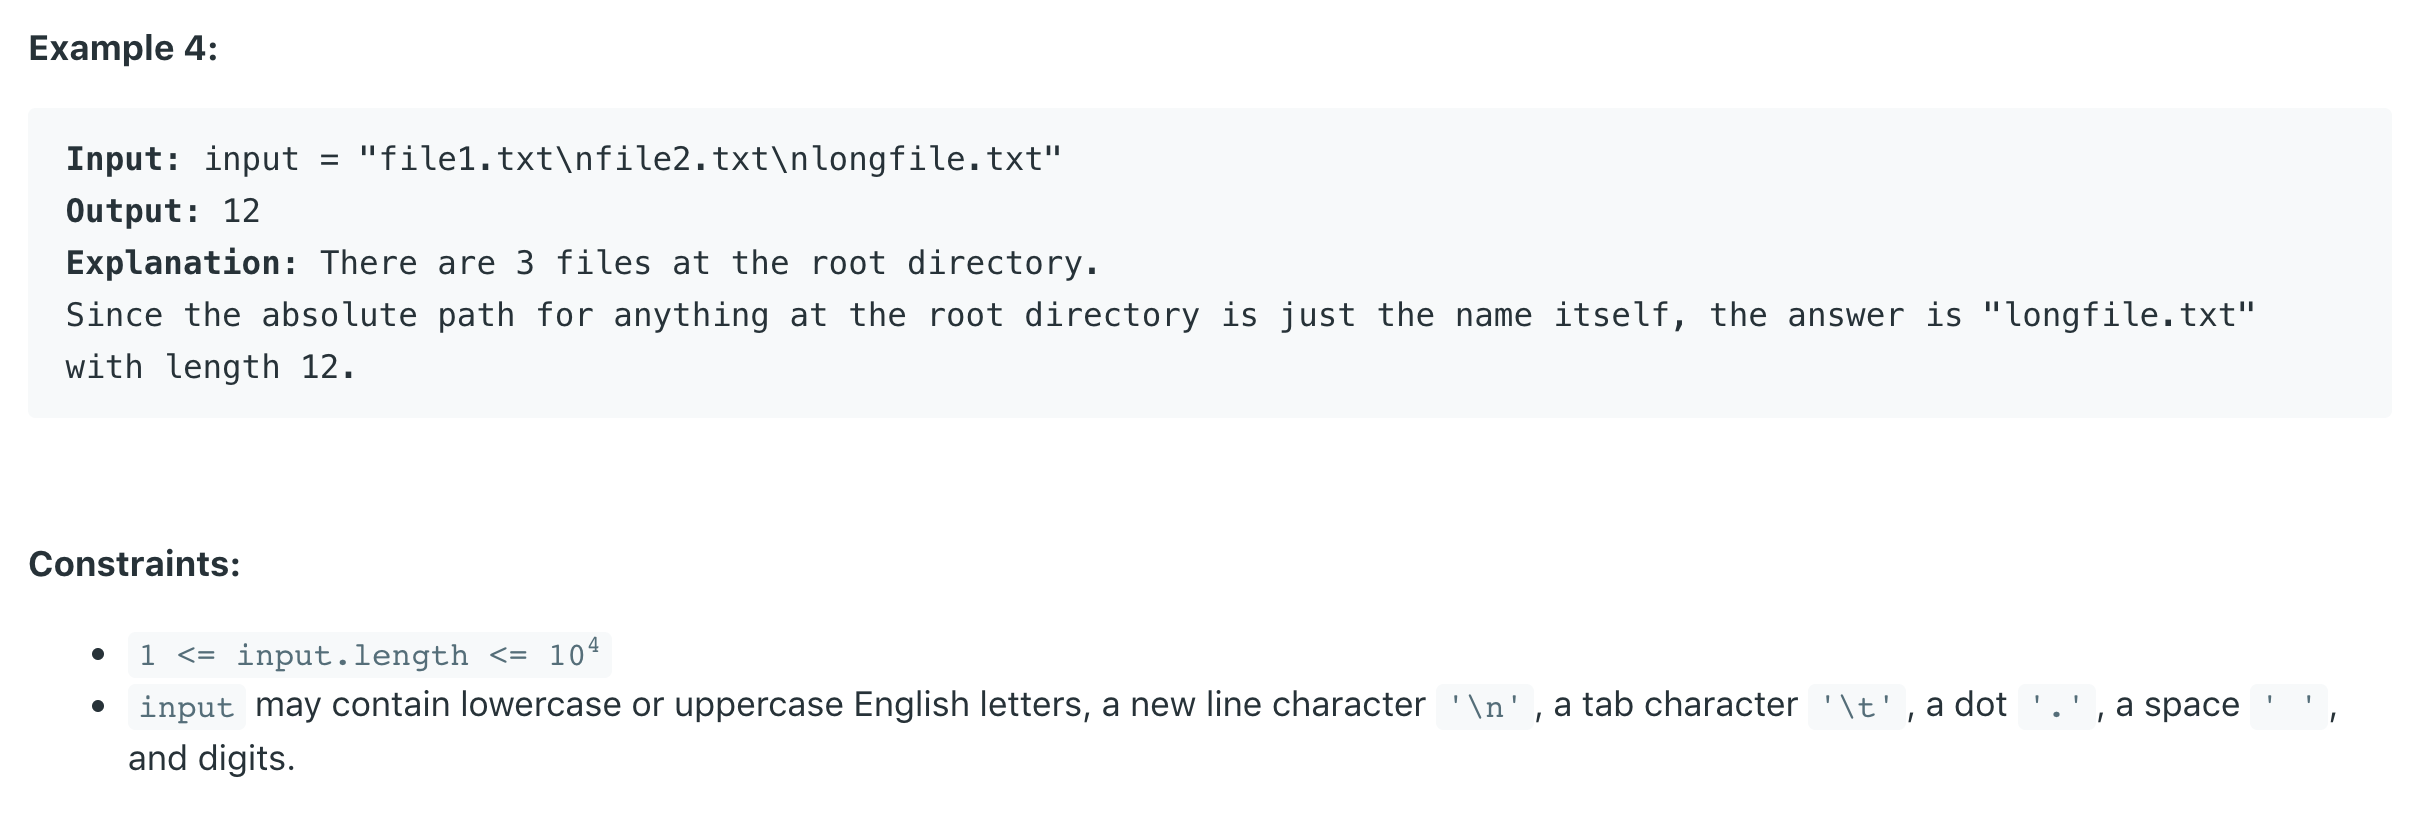 Example 4:
Input: input = "file1.txt\nfile2.txt\nlongfile.txt"
Output: 12
Explanation: There are 3 files at the root directory.
Since the absolute path for anything at the root directory is just the name itself, the answer is "longfile.txt"
with length 12.
Constraints:
• 1 <= input.length <= 10⁴
• input may contain lowercase or uppercase English letters, a new line character '\n', a tab character '\t', a dot '.', a space ' ',
and digits.